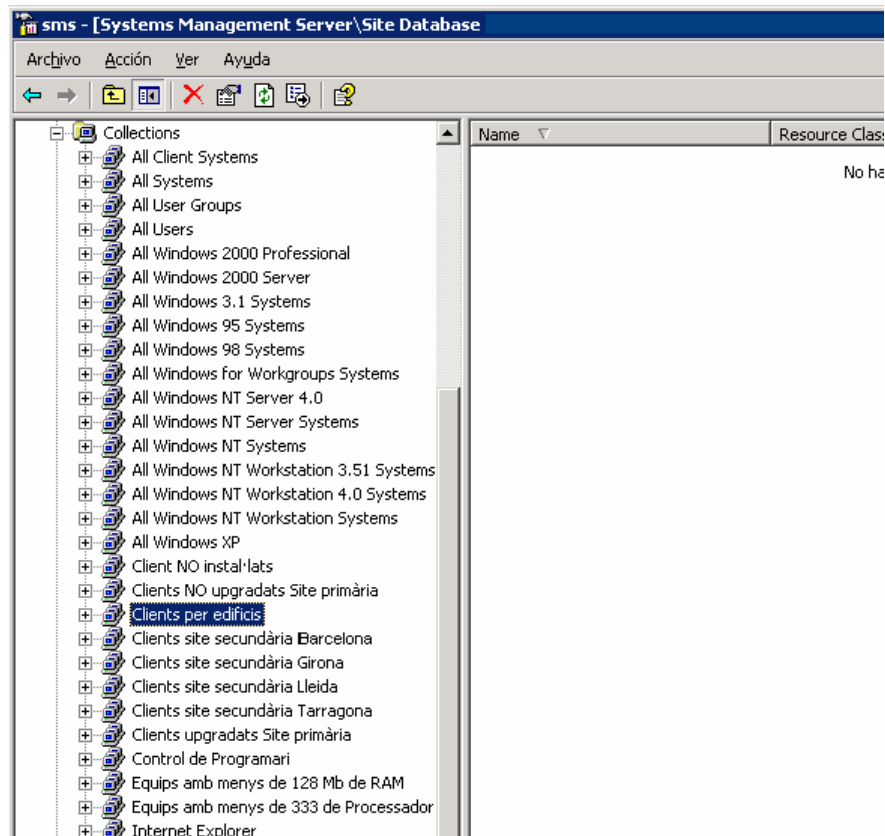 sms - [Systems Management Server\Site Database
Archivo Acción Ver Ayuda
Collections
All Client Systems
All Systems
All User Groups
All Users
All Windows 2000 Professional
All Windows 2000 Server
All Windows 3.1 Systems
All Windows 95 Systems
All Windows 98 Systems
All Windows for Workgroups Systems
All Windows NT Server 4.0
All Windows NT Server Systems
All Windows NT Systems
All Windows NT Workstation 3.51 Systems
All Windows NT Workstation 4.0 Systems
All Windows NT Workstation Systems
All Windows XP
Client NO instal·lats
Clients NO upgradats Site primària
Clients per edificis
Clients site secundària Barcelona
Clients site secundària Girona
Clients site secundària Lleida
Clients site secundària Tarragona
Clients upgradats Site primària
Control de Programari
Equips amb menys de 128 Mb de RAM
Equips amb menys de 333 de Processador
Internet Explorer
Name Resource Class
No ha